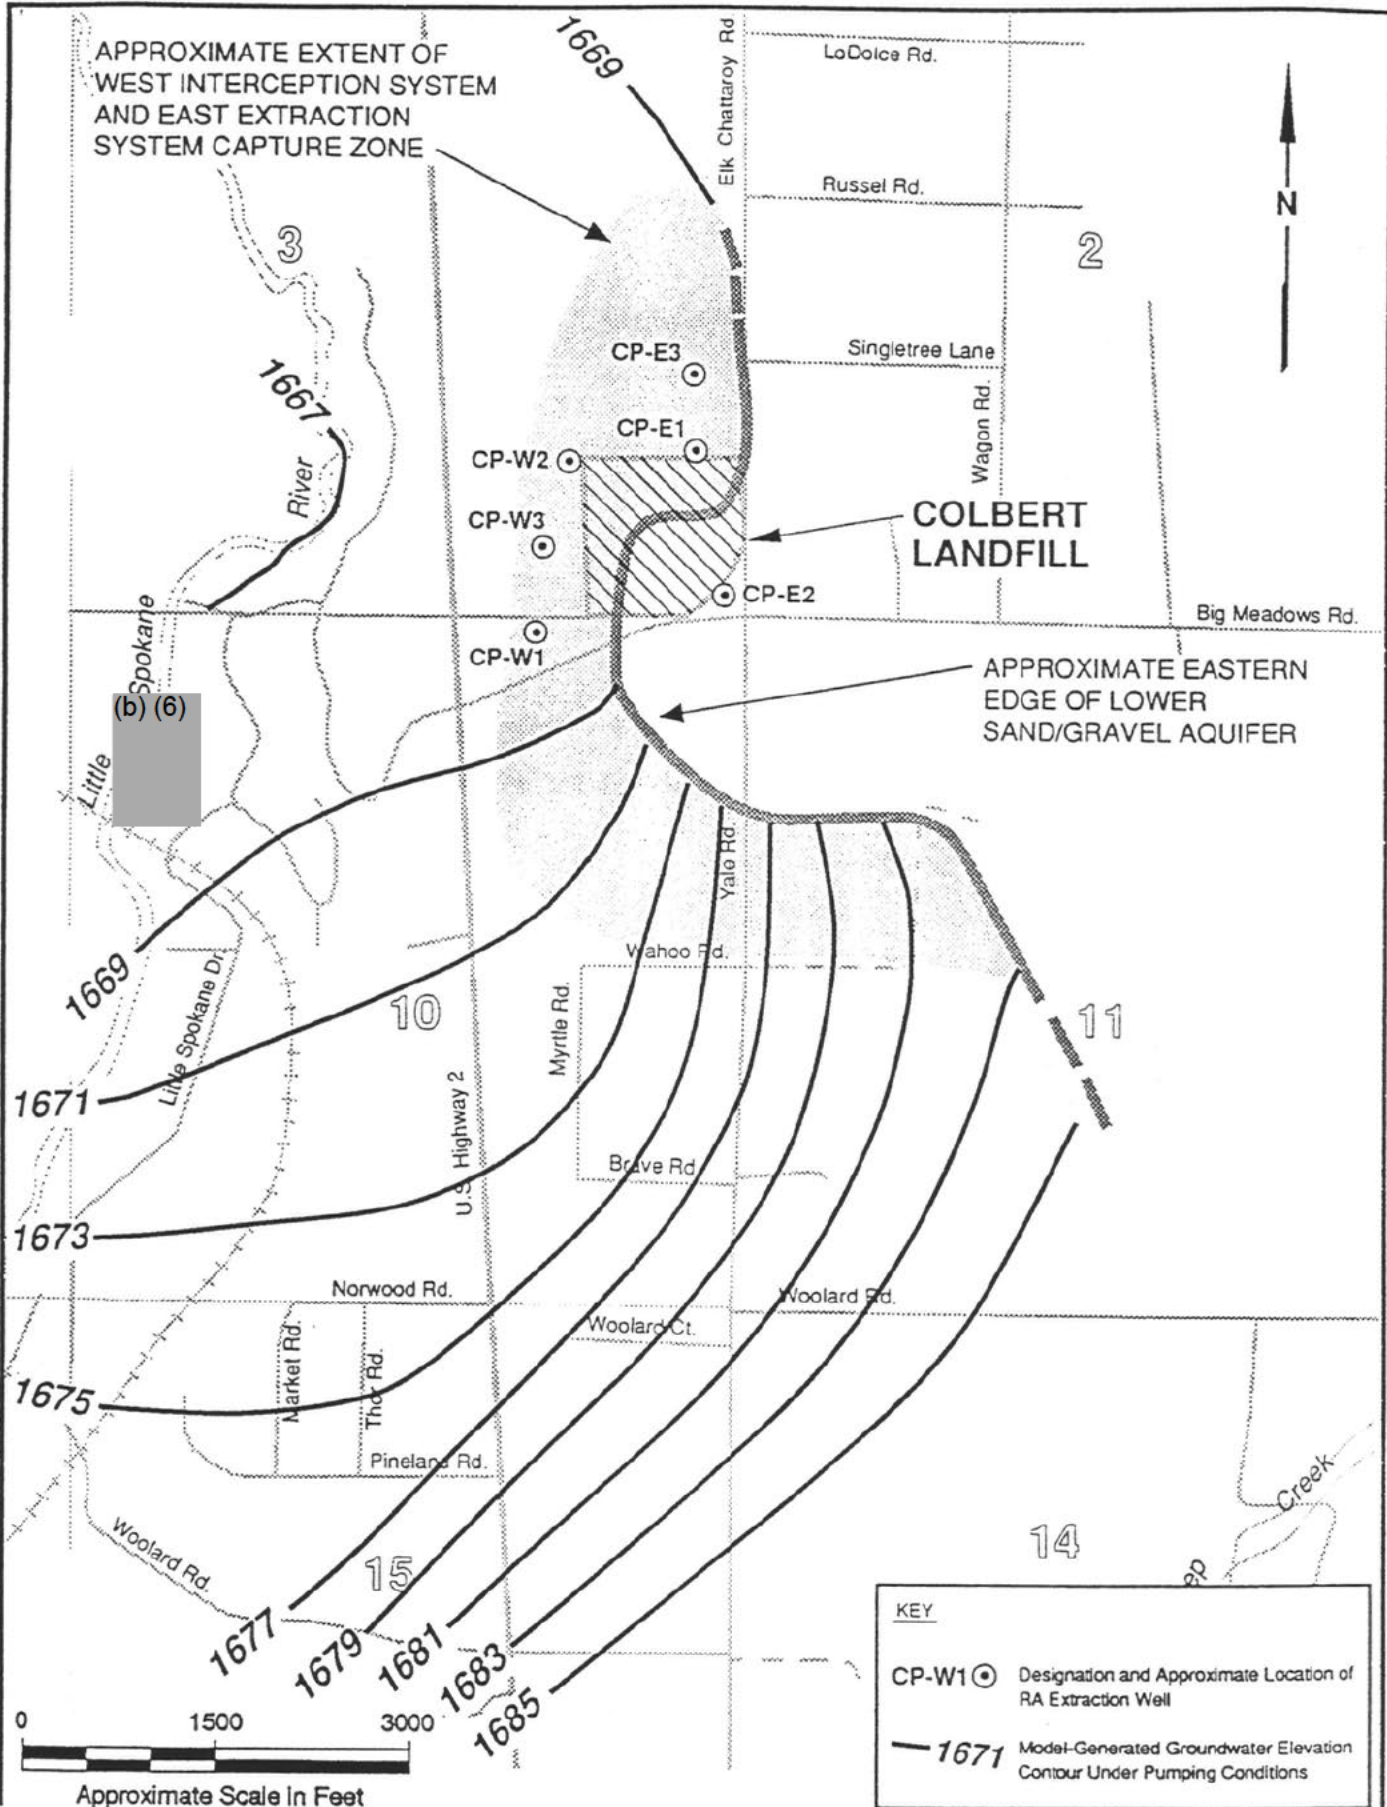 APPROXIMATE EXTENT OF
WEST INTERCEPTION SYSTEM
AND EAST EXTRACTION
SYSTEM CAPTURE ZONE
1669
Elk Chattaroy Rd.
LoDolce Rd.
Russel Rd.
N
3
2
CP-E3
Singletree Lane
1667
CP-E1
Wagon Rd.
CP-W2
River
CP-W3
COLBERT
LANDFILL
CP-E2
Big Meadows Rd.
CP-W1
Spokane
(b) (6)
Little
APPROXIMATE EASTERN
EDGE OF LOWER
SAND/GRAVEL AQUIFER
Yale Rd.
Wahoo Rd.
1669
Little Spokane Dr.
10
Myrtle Rd.
11
1671
U.S. Highway 2
Brave Rd.
1673
Norwood Rd.
Woolard Rd.
Woolard Ct.
Market Rd.
Thor Rd.
1675
Pineland Rd.
Creek
Woolard Rd.
15
14
ep
1677
1679
1681
1683
1685
0 1500 3000
Approximate Scale in Feet
KEY
CP-W1 Designation and Approximate Location of
RA Extraction Well
1671 Model-Generated Groundwater Elevation
Contour Under Pumping Conditions